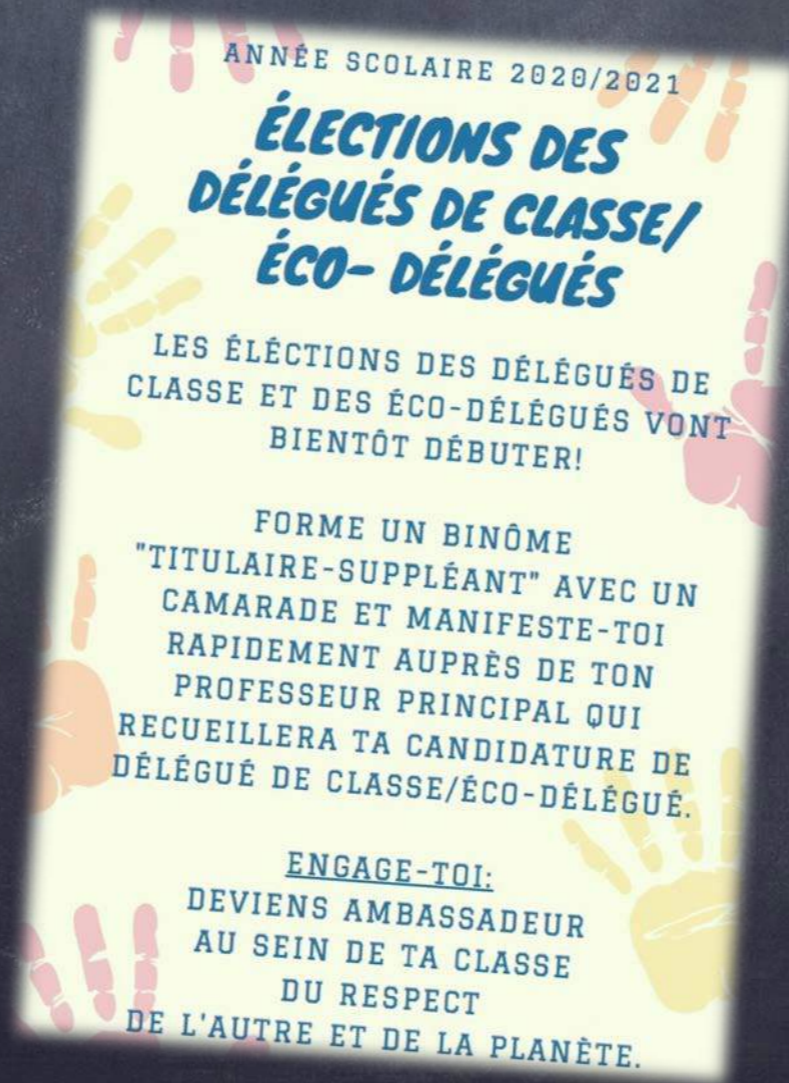 ANNÉE SCOLAIRE 2020/2021
ÉLECTIONS DES
DÉLÉGUÉS DE CLASSE/
ÉCO- DÉLÉGUÉS
LES ÉLÉCTIONS DES DÉLÉGUÉS DE
CLASSE ET DES ÉCO-DÉLÉGUÉS VONT
BIENTÔT DÉBUTER!
FORME UN BINÔME
"TITULAIRE-SUPPLÉANT" AVEC UN
CAMARADE ET MANIFESTE-TOI
RAPIDEMENT AUPRÈS DE TON
PROFESSEUR PRINCIPAL QUI
RECUEILLERA TA CANDIDATURE DE
DÉLÉGUÉ DE CLASSE/ÉCO-DÉLÉGUÉ.
ENGAGE-TOI:
DEVIENS AMBASSADEUR
AU SEIN DE TA CLASSE
DU RESPECT
DE L'AUTRE ET DE LA PLANÈTE.